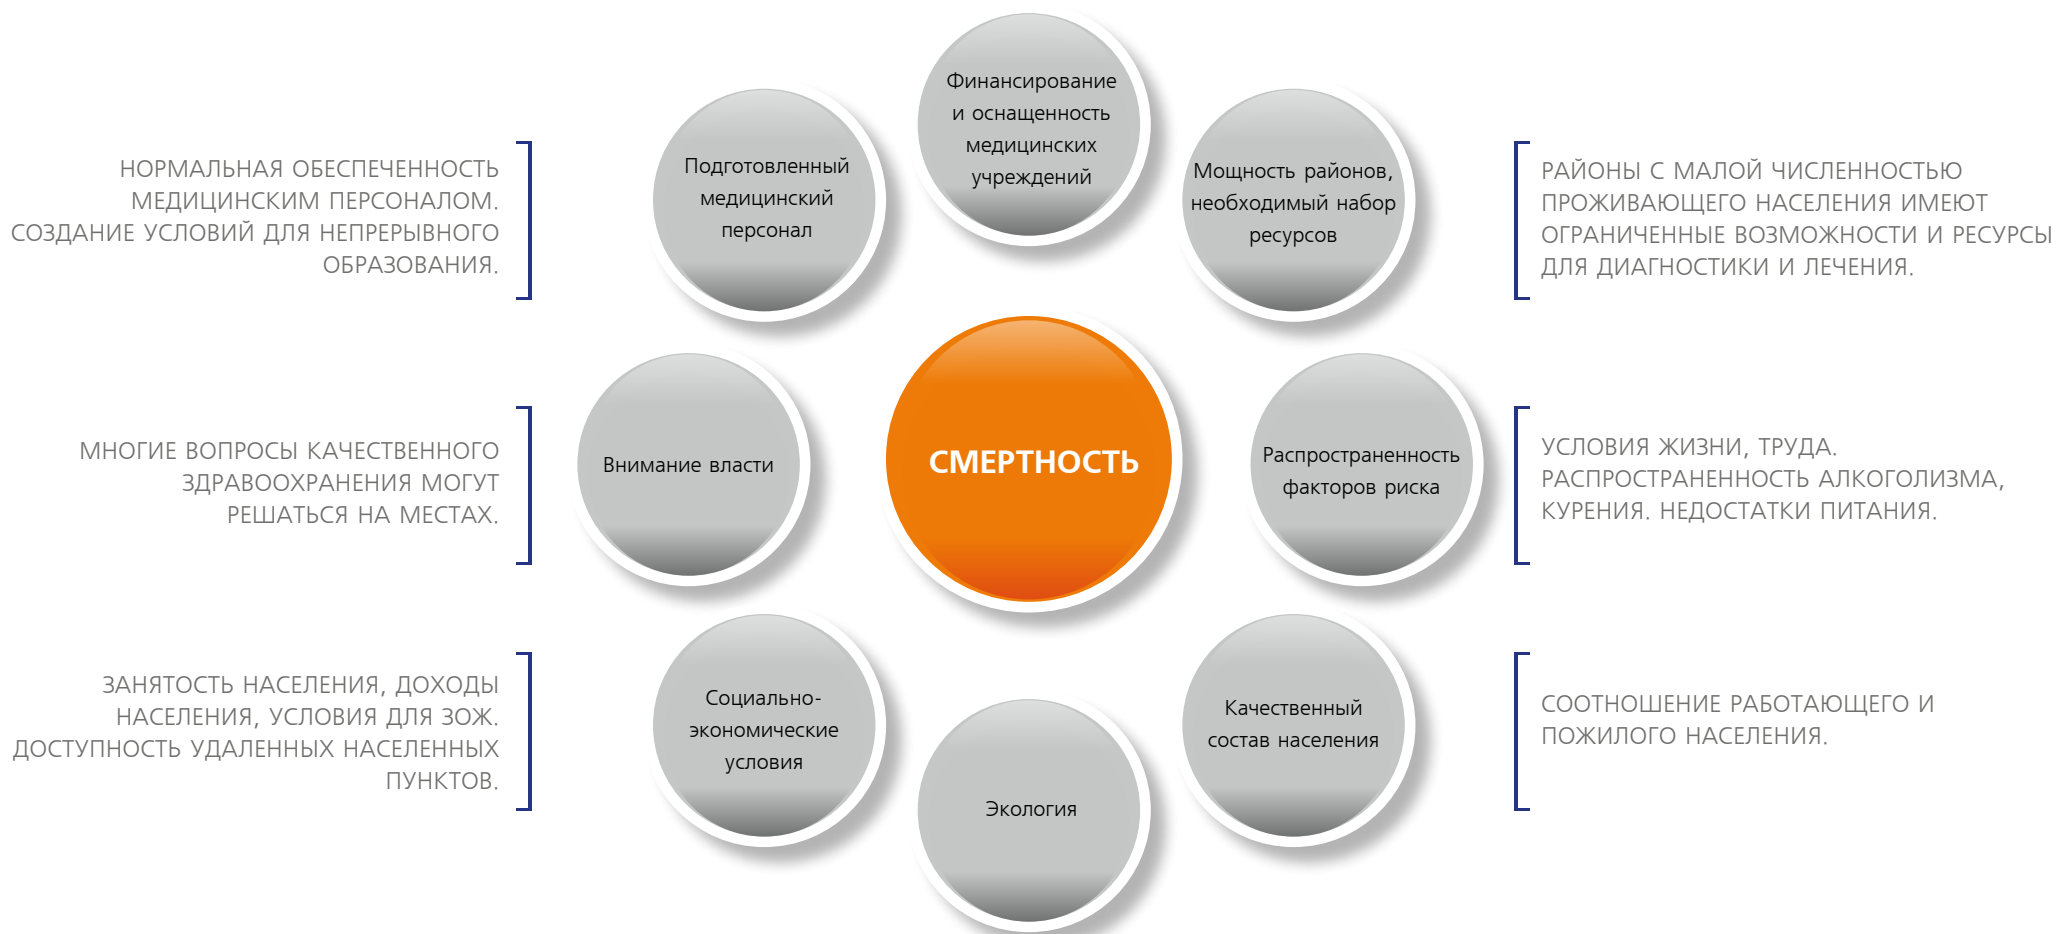 Финансирование
и оснащенность
медицинских
учреждений
Подготовленный
медицинский
персонал
Мощность районов,
необходимый набор
ресурсов
НОРМАЛЬНАЯ ОБЕСПЕЧЕННОСТЬ
МЕДИЦИНСКИМ ПЕРСОНАЛОМ.
СОЗДАНИЕ УСЛОВИЙ ДЛЯ НЕПРЕРЫВНОГО
ОБРАЗОВАНИЯ.
РАЙОНЫ С МАЛОЙ ЧИСЛЕННОСТЬЮ
ПРОЖИВАЮЩЕГО НАСЕЛЕНИЯ ИМЕЮТ
ОГРАНИЧЕННЫЕ ВОЗМОЖНОСТИ И РЕСУРСЫ
ДЛЯ ДИАГНОСТИКИ И ЛЕЧЕНИЯ.
МНОГИЕ ВОПРОСЫ КАЧЕСТВЕННОГО
ЗДРАВООХРАНЕНИЯ МОГУТ
РЕШАТЬСЯ НА МЕСТАХ.
Внимание власти
СМЕРТНОСТЬ
Распространенность
факторов риска
УСЛОВИЯ ЖИЗНИ, ТРУДА.
РАСПРОСТРАНЕННОСТЬ АЛКОГОЛИЗМА,
КУРЕНИЯ. НЕДОСТАТКИ ПИТАНИЯ.
ЗАНЯТОСТЬ НАСЕЛЕНИЯ, ДОХОДЫ
НАСЕЛЕНИЯ, УСЛОВИЯ ДЛЯ ЗОЖ.
ДОСТУПНОСТЬ УДАЛЕННЫХ НАСЕЛЕННЫХ
ПУНКТОВ.
Социально-
экономические
условия
Экология
Качественный
состав населения
СООТНОШЕНИЕ РАБОТАЮЩЕГО И
ПОЖИЛОГО НАСЕЛЕНИЯ.